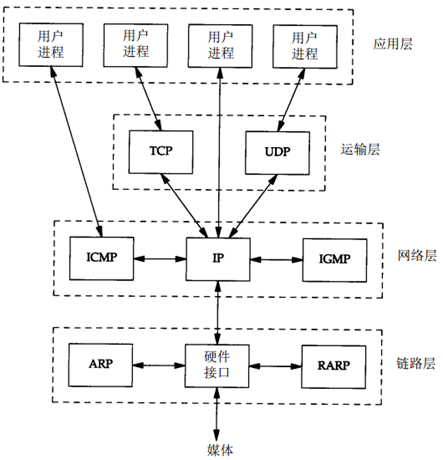 用户 用户 用户 用户
进程 进程 进程 进程
应用层
TCP UDP 运输层
ICMP IP IGMP 网络层
ARP 硬件 RARP 链路层
接口
媒体